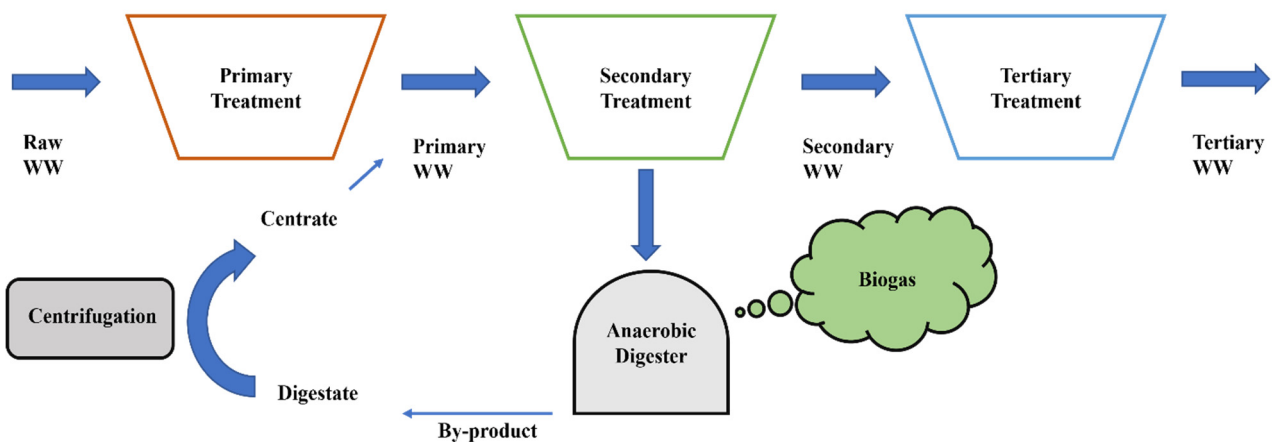 Primary
Treatment
Secondary
Treatment
Tertiary
Treatment
Raw
WW
Primary
WW
Secondary
WW
Tertiary
WW
Centrate
Centrifugation
Digestate
By-product
Anaerobic
Digester
Biogas